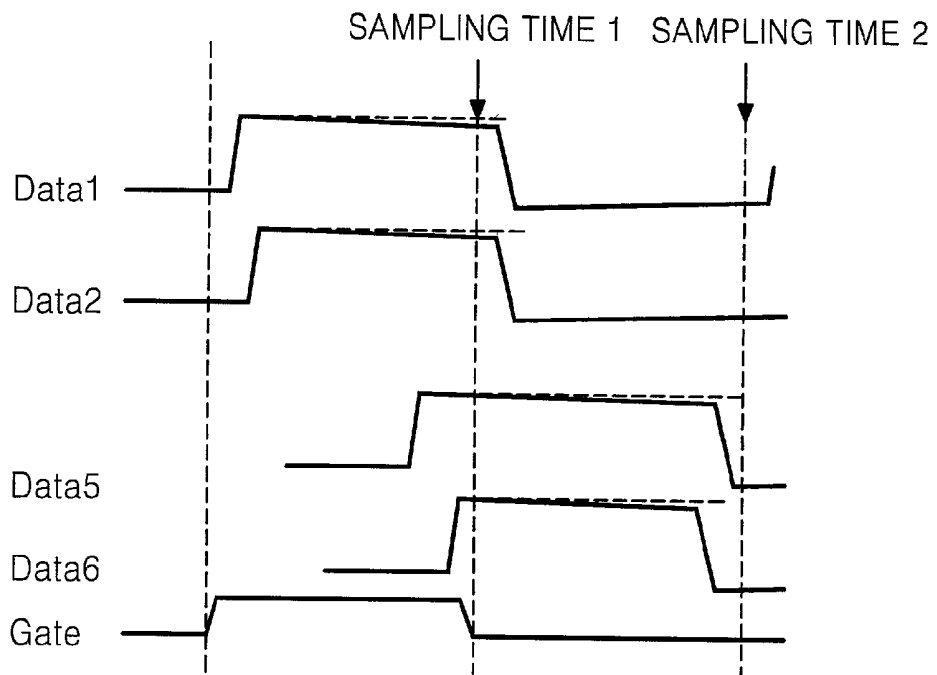 SAMPLING TIME 1 SAMPLING TIME 2
Data1
Data2
Data5
Data6
Gate